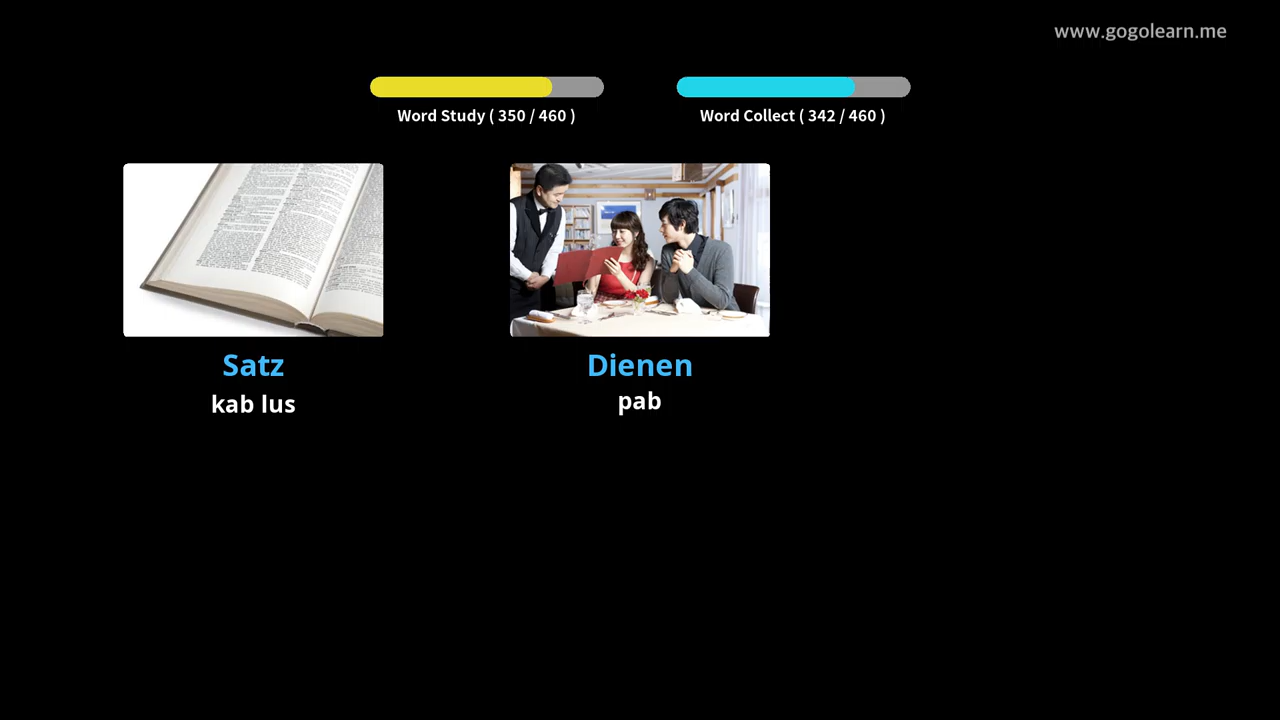 www.gogolearn.me
Word Study ( 350 / 460 )
Word Collect ( 342 / 460 )
Satz
kab lus
Dienen
pab